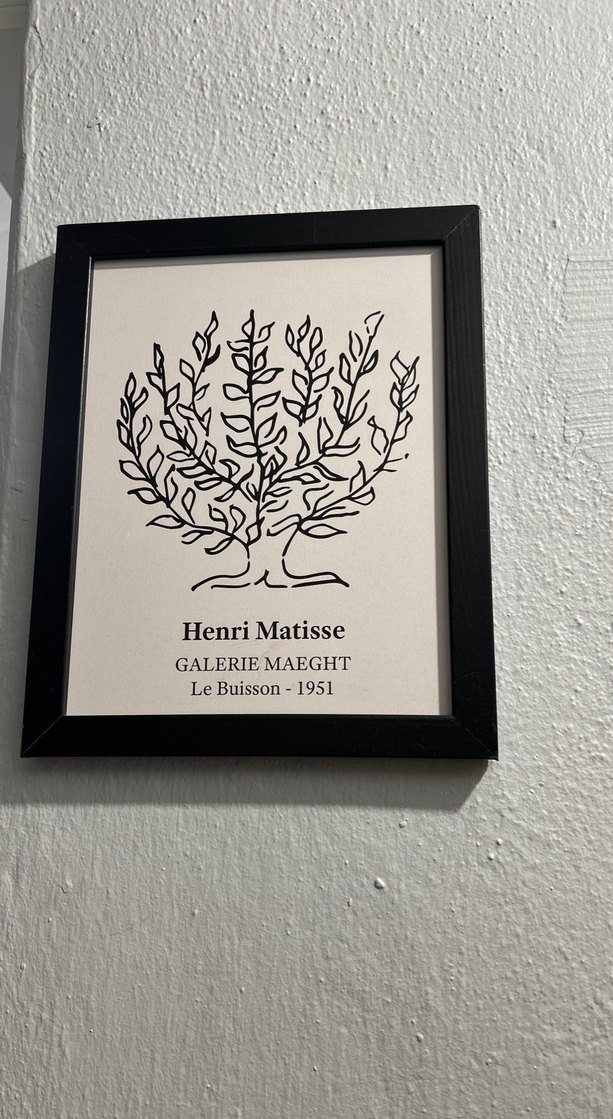 Henri Matisse
GALERIE MAEGHT
Le Buisson - 1951